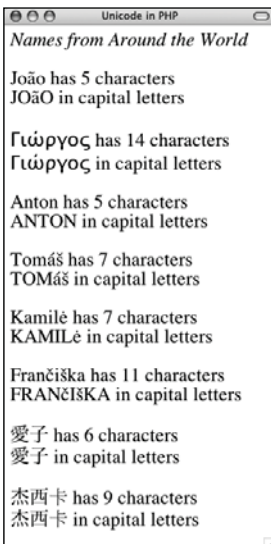 Unicode in PHP
Names from Around the World
João has 5 characters
JOãO in capital letters
Γιώργος has 14 characters
Γιώργος in capital letters
Anton has 5 characters
ANTON in capital letters
Tomáš has 7 characters
TOMáš in capital letters
Kamilė has 7 characters
KAMILė in capital letters
Frančiška has 11 characters
FRANčIšKA in capital letters
愛子 has 6 characters
愛子 in capital letters
杰西卡 has 9 characters
杰西卡 in capital letters